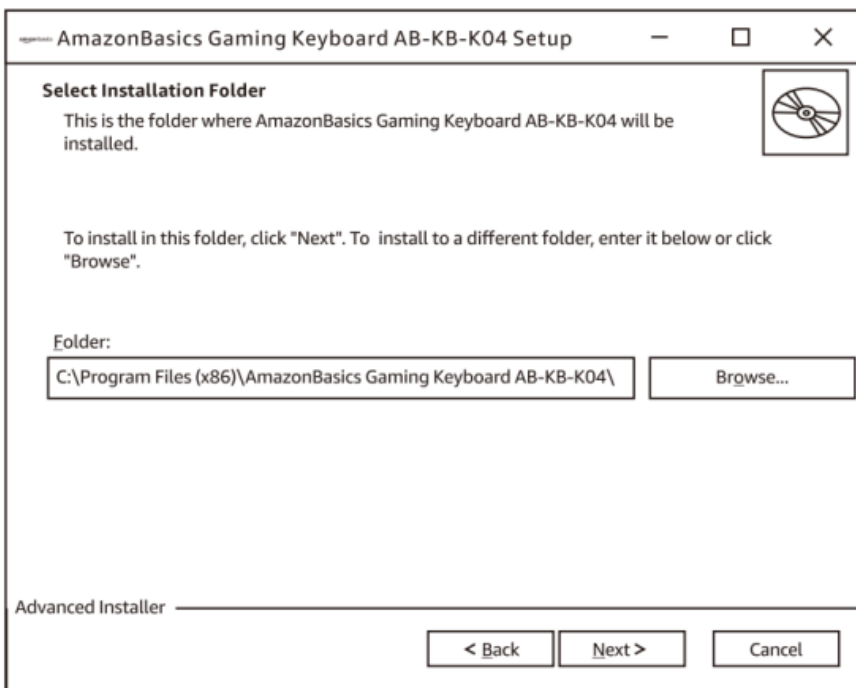 AmazonBasics Gaming Keyboard AB-KB-K04 Setup
Select Installation Folder
This is the folder where AmazonBasics Gaming Keyboard AB-KB-K04 will be
installed.
To install in this folder, click "Next". To install to a different folder, enter it below or click
"Browse".
Folder:
C:\Program Files (x86)\AmazonBasics Gaming Keyboard AB-KB-K04\
Browse...
Advanced Installer
< Back
Next >
Cancel